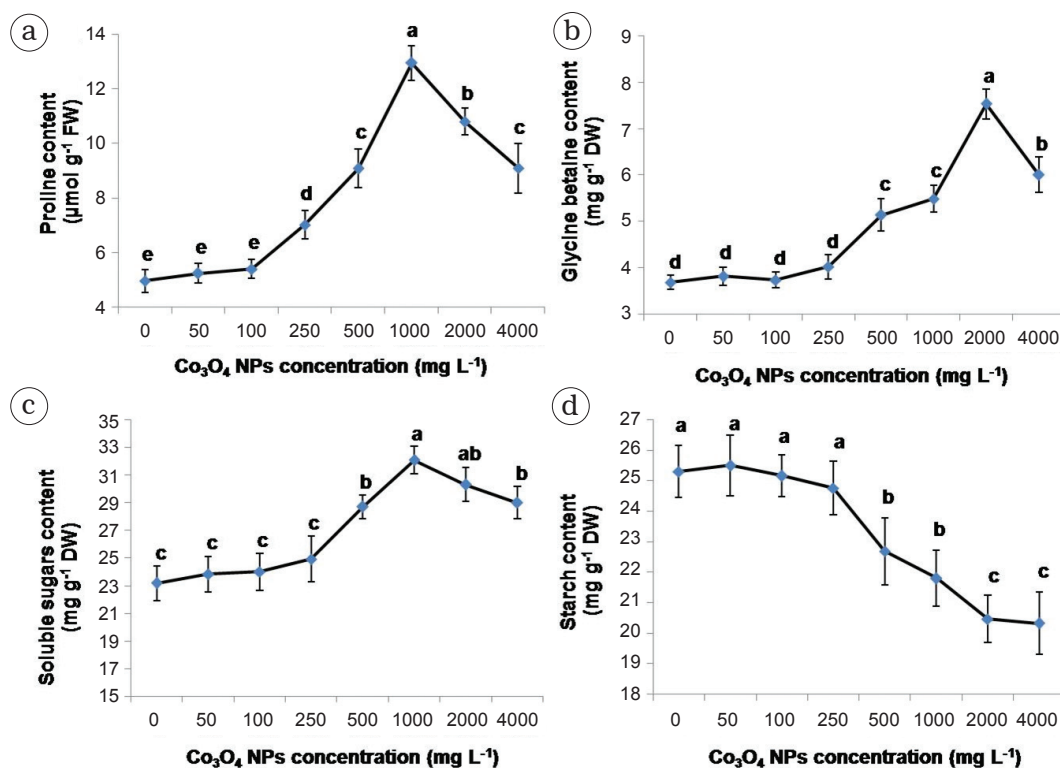 a
Proline content
(µmol g⁻¹ FW)
14
12
10
8
6
4
e e e d c a b c
0 50 100 250 500 1000 2000 4000
Co₃O₄ NPs concentration (mg L⁻¹)
b
Glycine betaine content
(mg g⁻¹ DW)
9
8
7
6
5
4
3
d d d d c c a b
0 50 100 250 500 1000 2000 4000
Co₃O₄ NPs concentration (mg L⁻¹)
c
Soluble sugars content
(mg g⁻¹ DW)
35
33
31
29
27
25
23
21
19
17
15
c c c c b a ab b
0 50 100 250 500 1000 2000 4000
Co₃O₄ NPs concentration (mg L⁻¹)
d
Starch content
(mg g⁻¹ DW)
27
26
25
24
23
22
21
20
19
18
a a a a b b c c
0 50 100 250 500 1000 2000 4000
Co₃O₄ NPs concentration (mg L⁻¹)